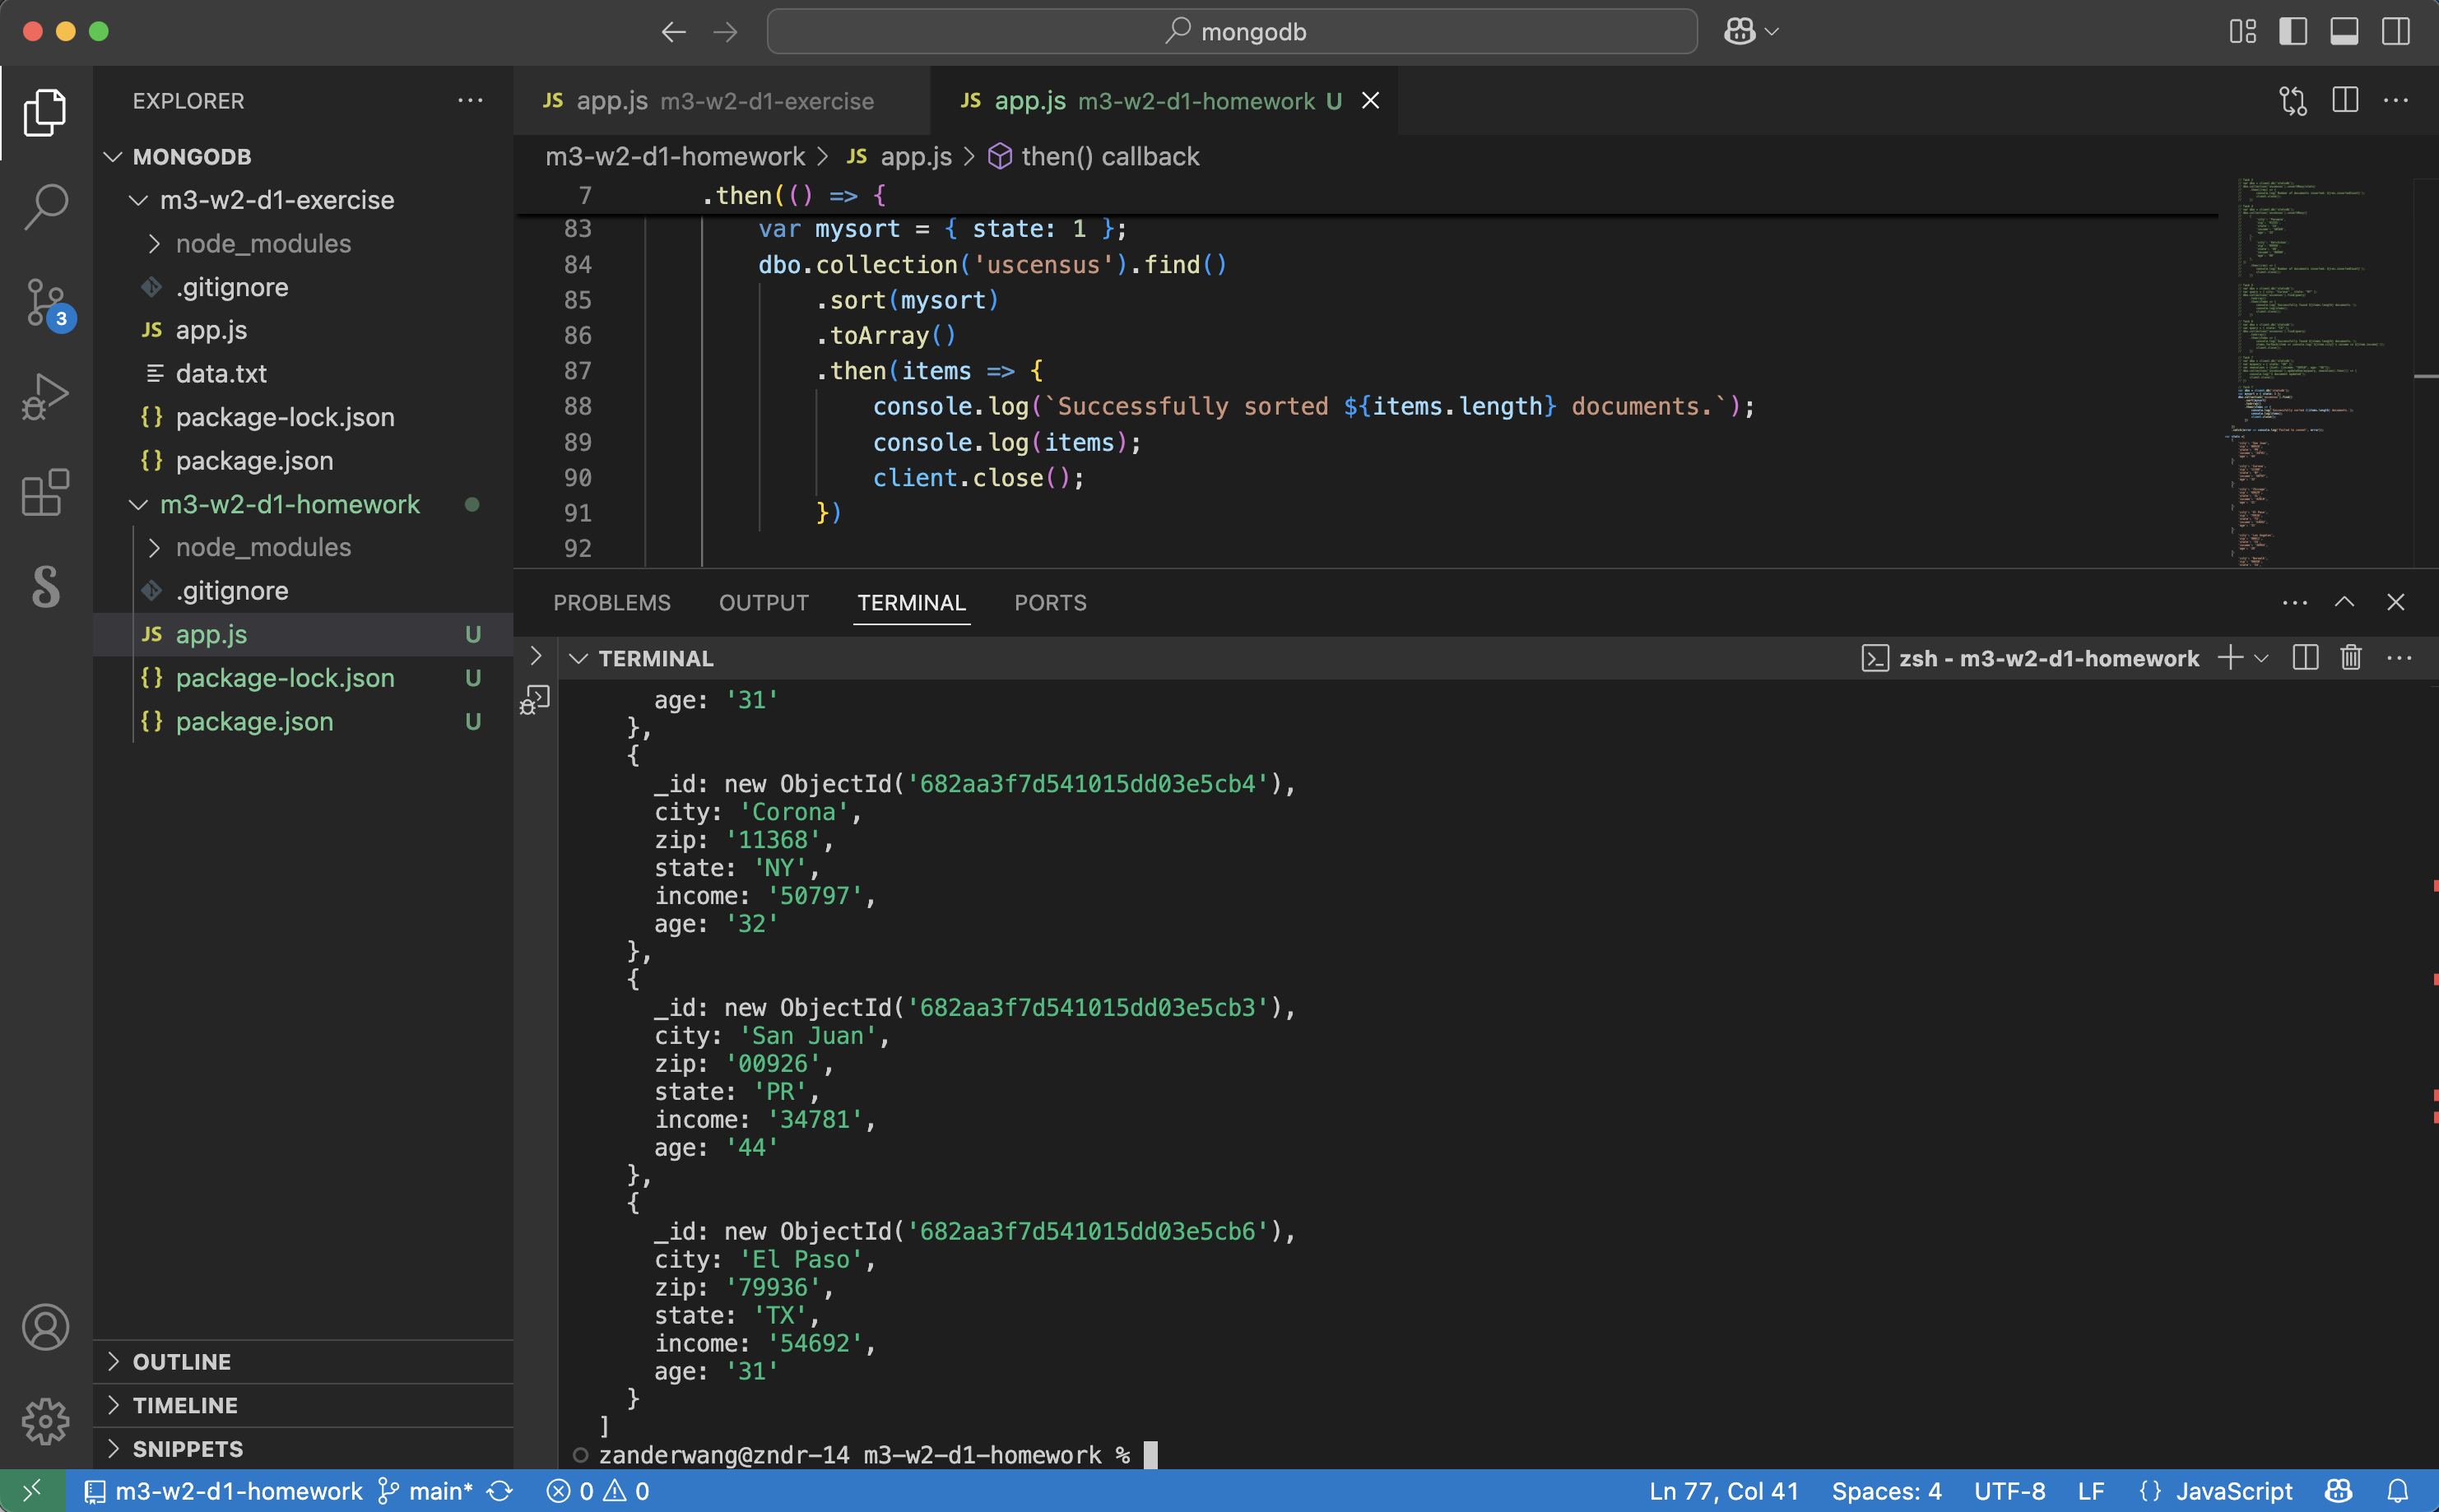 mongodb
EXPLORER
MONGODB
m3-w2-d1-exercise
node_modules
.gitignore
JS app.js
data.txt
{} package-lock.json
{} package.json
m3-w2-d1-homework
node_modules
.gitignore
JS app.js U
{} package-lock.json U
{} package.json U
OUTLINE
TIMELINE
SNIPPETS
3
JS app.js m3-w2-d1-exercise
JS app.js m3-w2-d1-homework U
m3-w2-d1-homework > JS app.js > then() callback
7 .then(() => {
83 var mysort = { state: 1 };
84 dbo.collection('uscensus').find()
85 .sort(mysort)
86 .toArray()
87 .then(items => {
88 console.log(`Successfully sorted ${items.length} documents.`);
89 console.log(items);
90 client.close();
91 })
92
PROBLEMS OUTPUT TERMINAL PORTS
TERMINAL
zsh - m3-w2-d1-homework
age: '31'
},
{
_id: new ObjectId('682aa3f7d541015dd03e5cb4'),
city: 'Corona',
zip: '11368',
state: 'NY',
income: '50797',
age: '32'
},
{
_id: new ObjectId('682aa3f7d541015dd03e5cb3'),
city: 'San Juan',
zip: '00926',
state: 'PR',
income: '34781',
age: '44'
},
{
_id: new ObjectId('682aa3f7d541015dd03e5cb6'),
city: 'El Paso',
zip: '79936',
state: 'TX',
income: '54692',
age: '31'
}
]
zanderwang@zndr-14 m3-w2-d1-homework %
m3-w2-d1-homework main* 0 0
Ln 77, Col 41 Spaces: 4 UTF-8 LF {} JavaScript